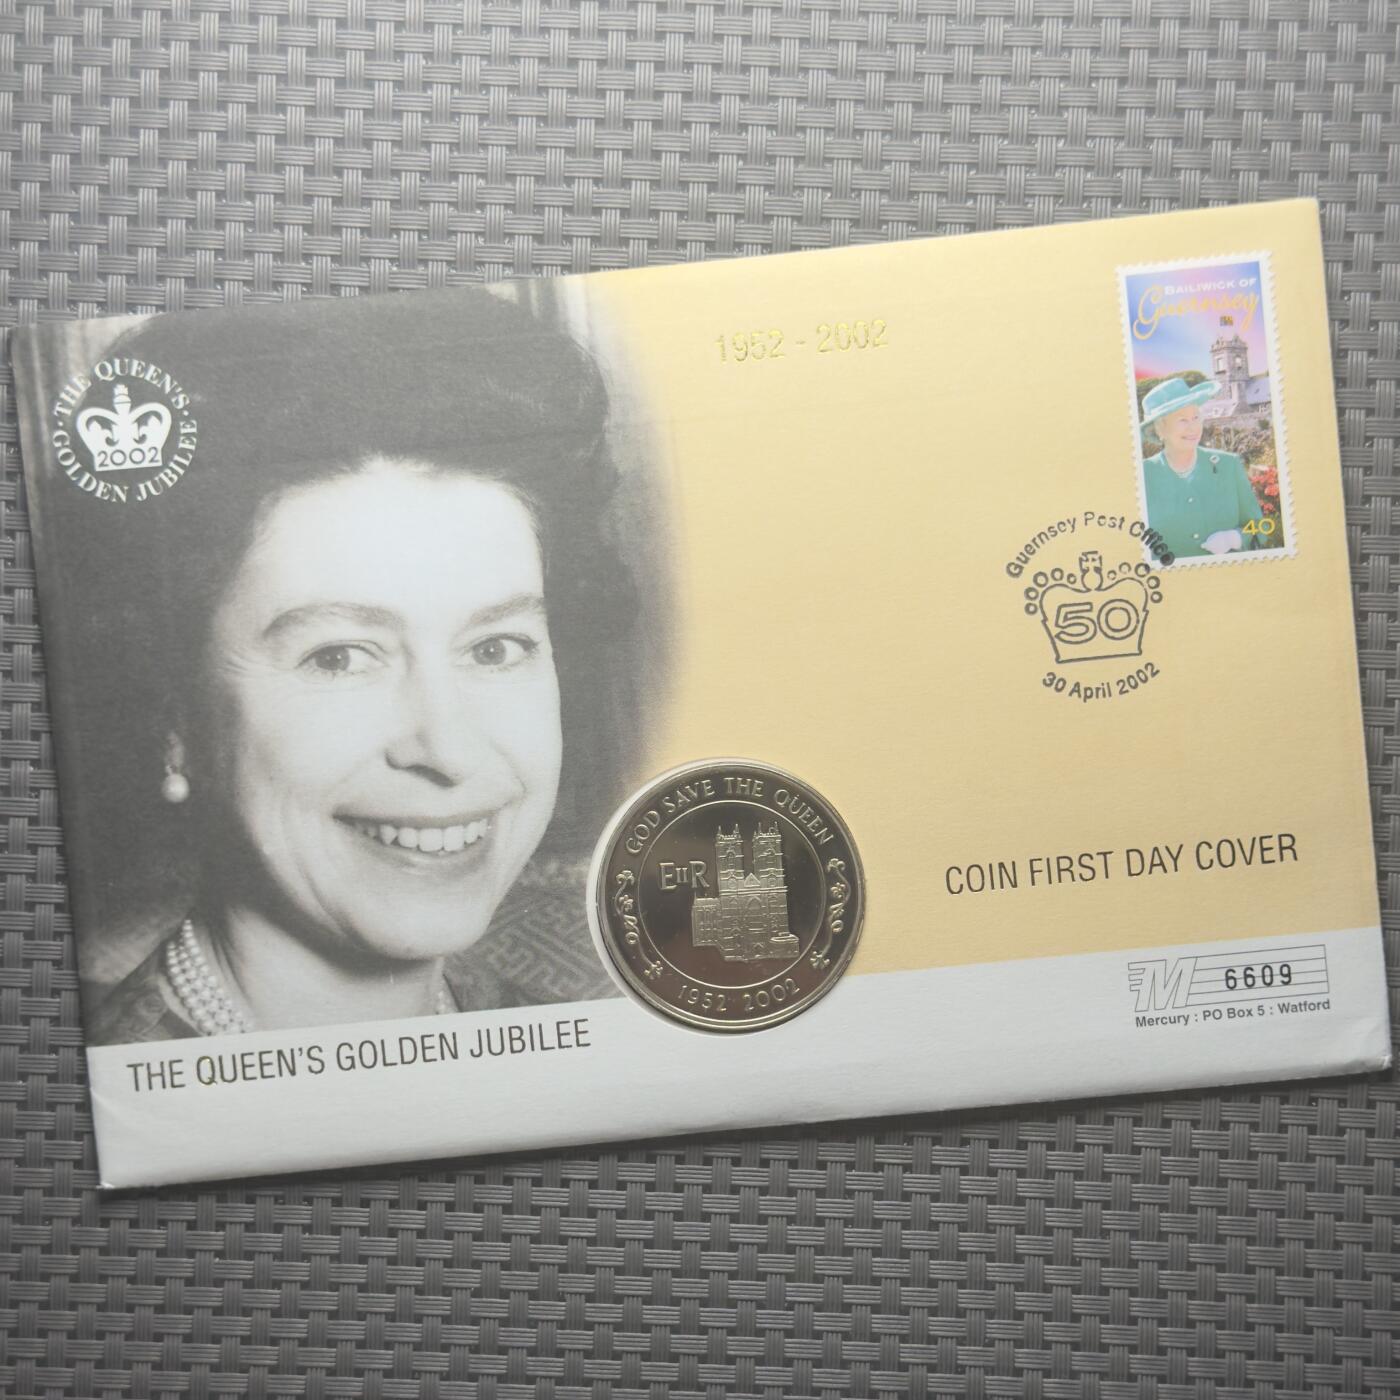 THE QUEEN'S
GOLDEN JUBILEE
2002
1952 - 2002
BAILIWICK OF
Guernsey
40
Guernsey Post Office
50
30 April 2002
GOD SAVE THE QUEEN
EIIR
1952 2002
COIN FIRST DAY COVER
M 6609
Mercury : PO Box 5 : Watford
THE QUEEN'S GOLDEN JUBILEE